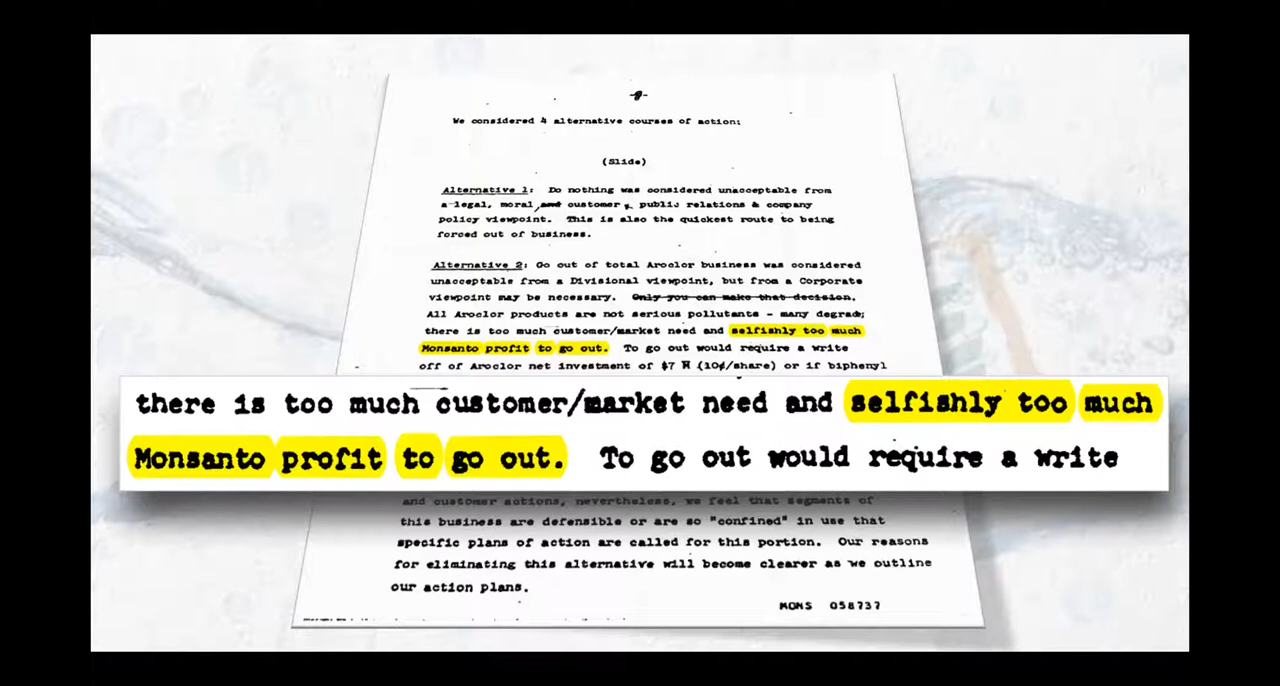 -9-
We considered 4 alternative courses of action:
(Slide)
Alternative 1: Do nothing was considered unacceptable from
a legal, moral, and customer, public relations & company
policy viewpoint. This is also the quickest route to being
forced out of business.
Alternative 2: Go out of total Aroclor business was considered
unacceptable from a Divisional viewpoint, but from a Corporate
viewpoint may be necessary. Only you can make that decision.
All Aroclor products are not serious pollutants - many degrade;
there is too much customer/market need and selfishly too much
Monsanto profit to go out. To go out would require a write
off of Aroclor net investment of $7 M (10¢/share) or if biphenyl
there is too much customer/market need and selfishly too much
Monsanto profit to go out. To go out would require a write
and customer actions, nevertheless, we feel that segments of
this business are defensible or are so "confined" in use that
specific plans of action are called for this portion. Our reasons
for eliminating this alternative will become clearer as we outline
our action plans.
MONS 058737